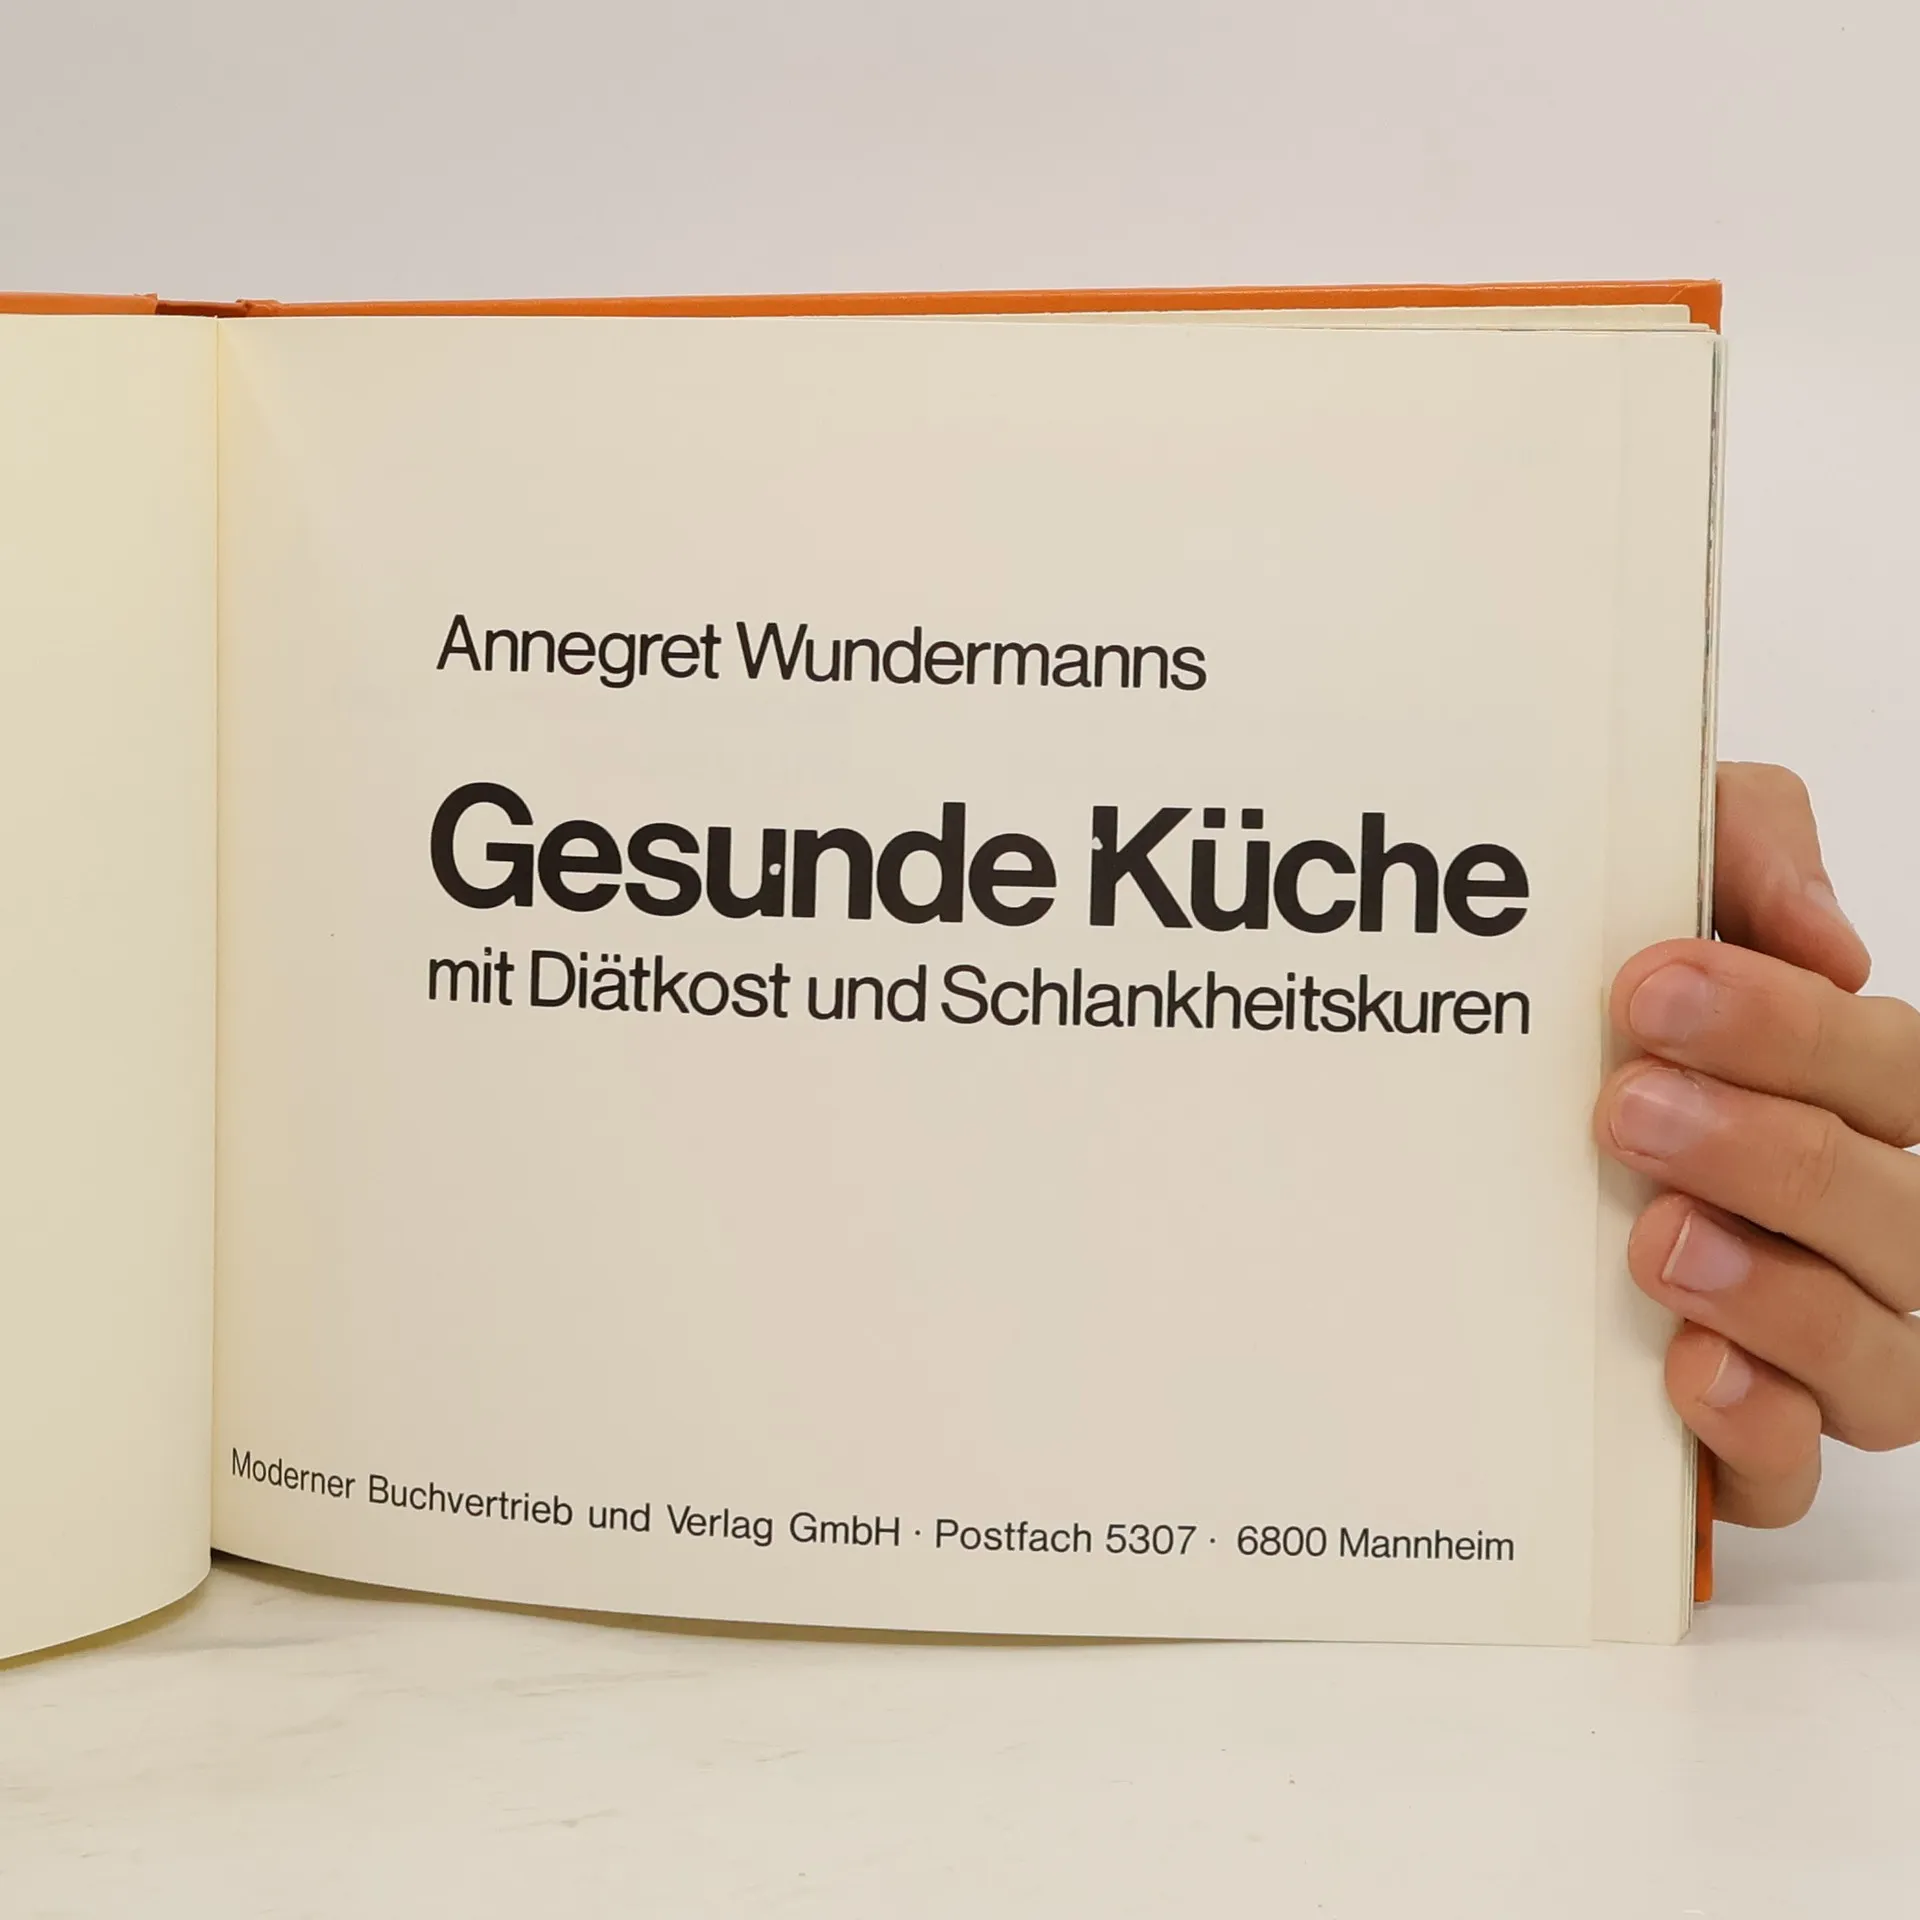 Annegret Wundermanns
Gesunde Küche
mit Diätkost und Schlankheitskuren
Moderner Buchvertrieb und Verlag GmbH · Postfach 5307 · 6800 Mannheim